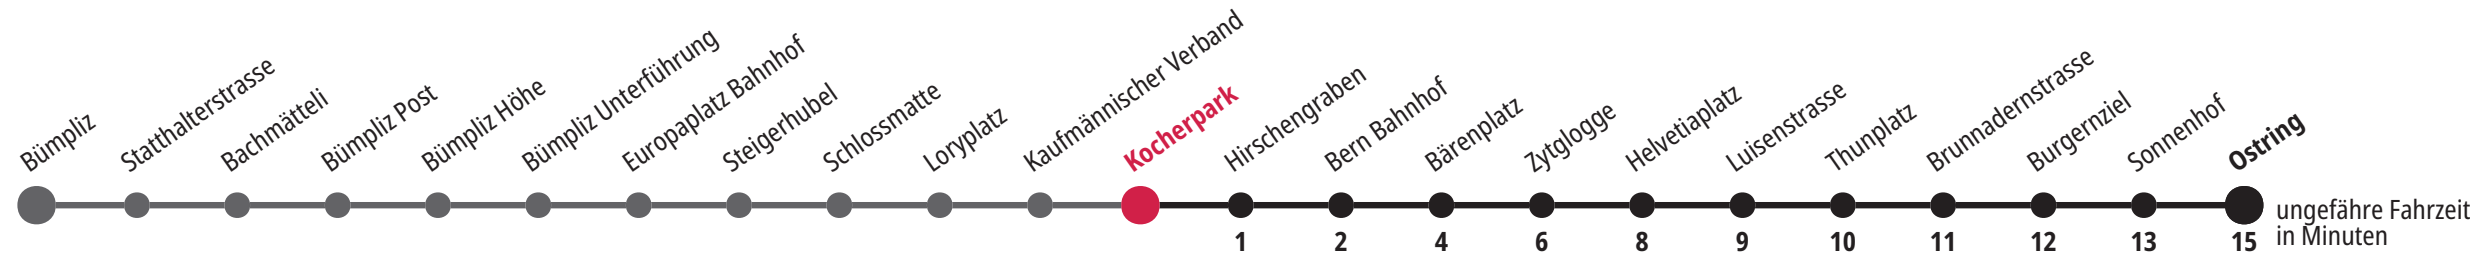 Bümpliz
Statthalterstrasse
Bachmätteli
Bümpliz Post
Bümpliz Höhe
Bümpliz Unterführung
Europaplatz Bahnhof
Steigerhubel
Schlossmatte
Loryplatz
Kaufmännischer Verband
Kocherpark
Hirschengraben
Bern Bahnhof
Bärenplatz
Zytglogge
Helvetiaplatz
Luisenstrasse
Thunplatz
Brunnadernstrasse
Burgernziel
Sonnenhof
Ostring
1 2 4 6 8 9 10 11 12 13 15
ungefähre Fahrzeit
in Minuten